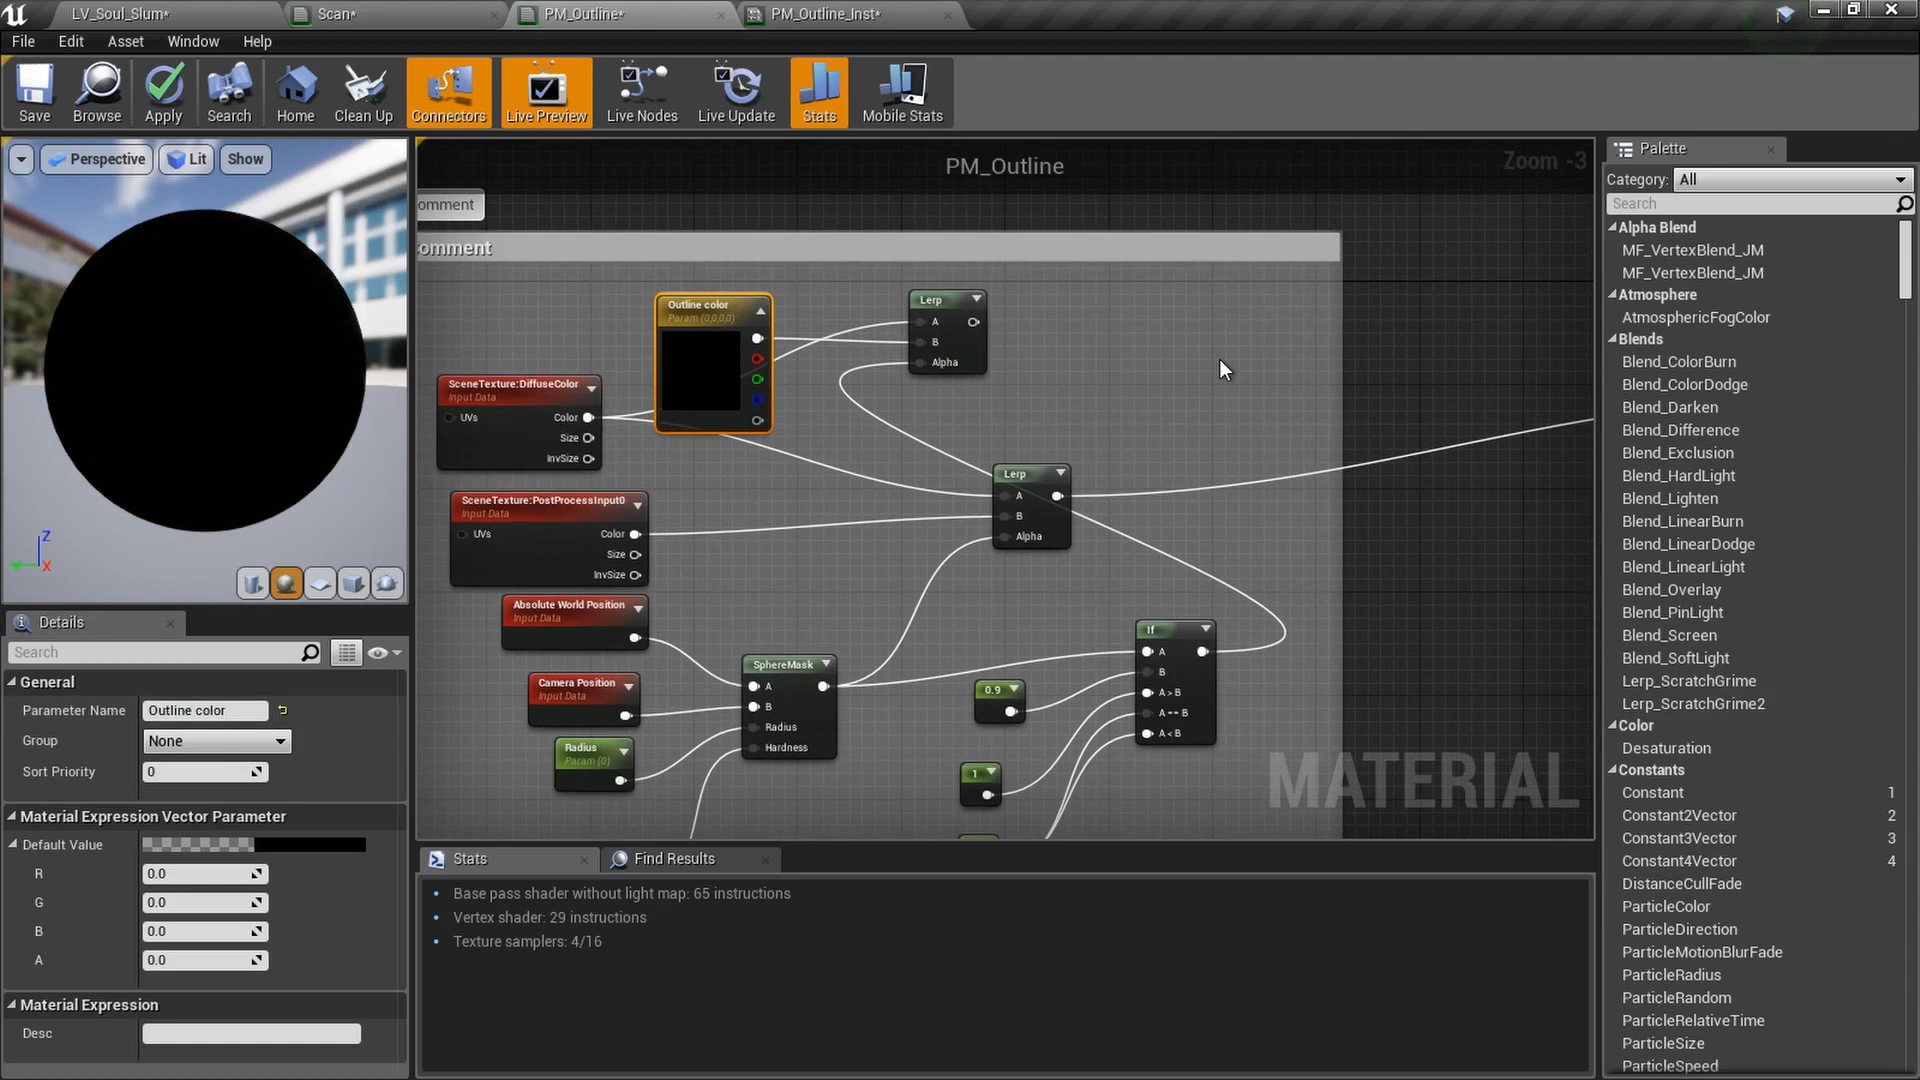 LV_Soul_Slum*
Scan*
PM_Outline*
PM_Outline_Inst*
File
Edit
Asset
Window
Help
Save
Browse
Apply
Search
Home
Clean Up
Connectors
Live Preview
Live Nodes
Live Update
Stats
Mobile Stats
Perspective
Lit
Show
Z
X
PM_Outline
Zoom -3
omment
omment
Outline color
Param (0,0,0,0)
Lerp
A
B
Alpha
SceneTexture:DiffuseColor
Input Data
UVs
Color
Size
InvSize
Lerp
A
B
Alpha
SceneTexture:PostProcessInput0
Input Data
UVs
Color
Size
InvSize
Absolute World Position
Input Data
Camera Position
Input Data
Radius
Param (0)
SphereMask
A
B
Radius
Hardness
0.9
1
If
A
B
A > B
A == B
A < B
MATERIAL
Details
Search
General
Parameter Name
Outline color
Group
None
Sort Priority
0
Material Expression Vector Parameter
Default Value
R
0.0
G
0.0
B
0.0
A
0.0
Material Expression
Desc
Stats
Find Results
• Base pass shader without light map: 65 instructions
• Vertex shader: 29 instructions
• Texture samplers: 4/16
Palette
Category:
All
Search
Alpha Blend
MF_VertexBlend_JM
MF_VertexBlend_JM
Atmosphere
AtmosphericFogColor
Blends
Blend_ColorBurn
Blend_ColorDodge
Blend_Darken
Blend_Difference
Blend_Exclusion
Blend_HardLight
Blend_Lighten
Blend_LinearBurn
Blend_LinearDodge
Blend_LinearLight
Blend_Overlay
Blend_PinLight
Blend_Screen
Blend_SoftLight
Lerp_ScratchGrime
Lerp_ScratchGrime2
Color
Desaturation
Constants
Constant 1
Constant2Vector 2
Constant3Vector 3
Constant4Vector 4
DistanceCullFade
ParticleColor
ParticleDirection
ParticleMotionBlurFade
ParticleRadius
ParticleRandom
ParticleRelativeTime
ParticleSize
ParticleSpeed